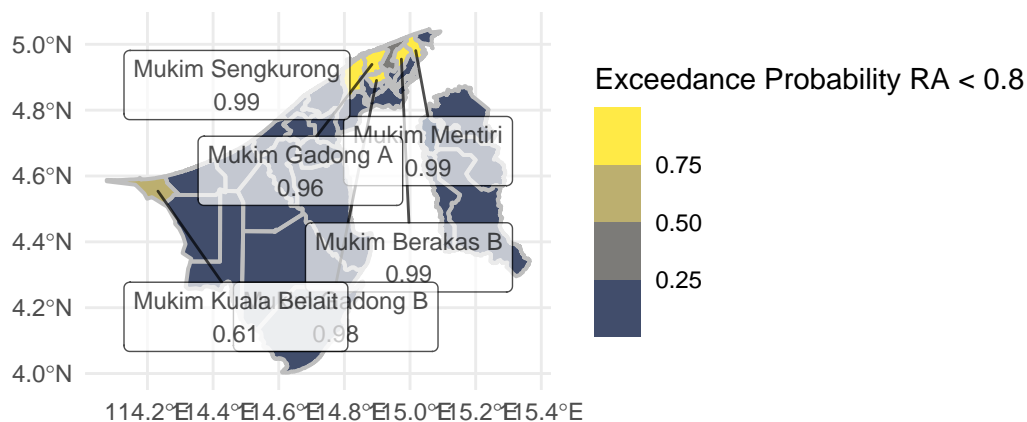 Exceedance Probability RA < 0.8
0.75
0.50
0.25
5.0°N
4.8°N
4.6°N
4.4°N
4.2°N
4.0°N
Mukim Sengkurong
0.99
Mukim Mentiri
0.99
Mukim Gadong A
0.96
Mukim Berakas B
0.99
Mukim Kuala Belait
0.61
Mukim Gadong B
0.98
114.2°E
114.4°E
114.6°E
114.8°E
115.0°E
115.2°E
115.4°E